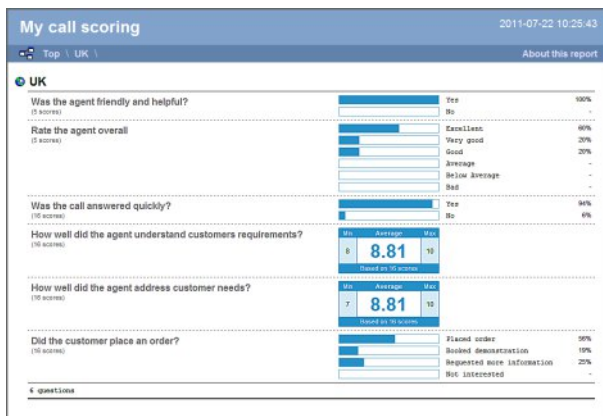 My call scoring 2011-07-22 10:25:43
Top \ UK \ About this report
UK
Was the agent friendly and helpful? Yes 100%
(5 scores) No -
Rate the agent overall Excellent 60%
(5 scores) Very good 20%
Good 20%
Average -
Below Average -
Bad -
Was the call answered quickly? Yes 94%
(16 scores) No 6%
How well did the agent understand customers requirements? Min Average Max
(16 scores) 8 8.81 10
Based on 16 scores
How well did the agent address customer needs? Min Average Max
(16 scores) 7 8.81 10
Based on 16 scores
Did the customer place an order? Placed order 56%
(16 scores) Booked demonstration 19%
Requested more information 25%
Not interested -
6 questions